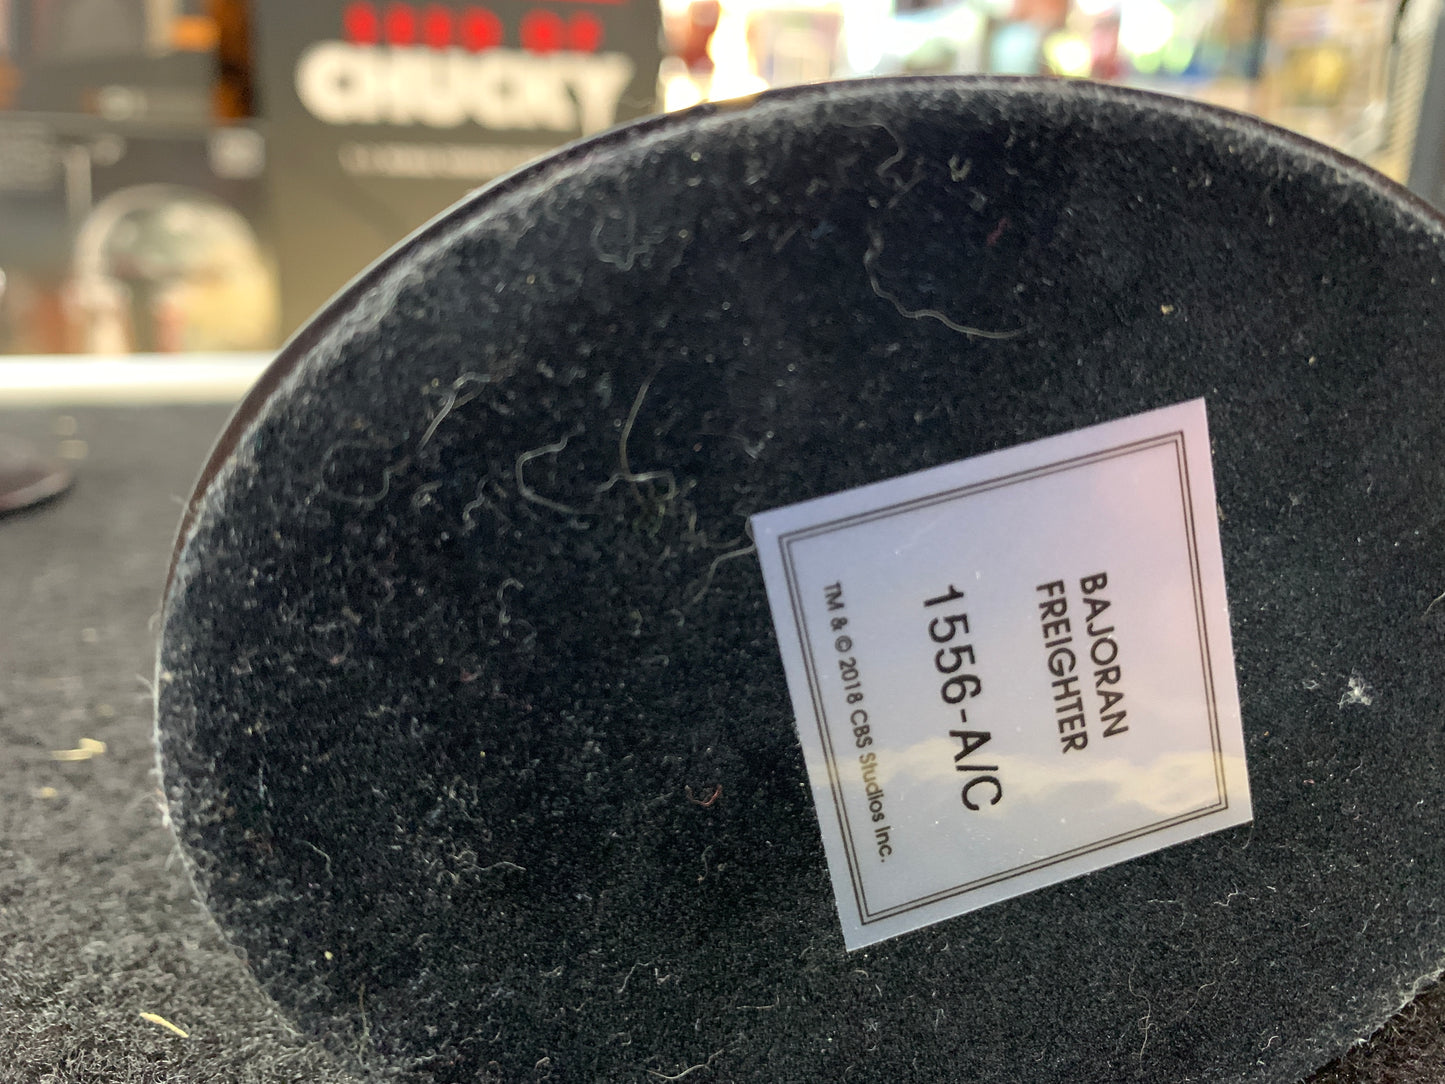 CHUCKY
BAJORAN
FREIGHTER
1556-A/C
TM & © 2018 CBS Studios Inc.